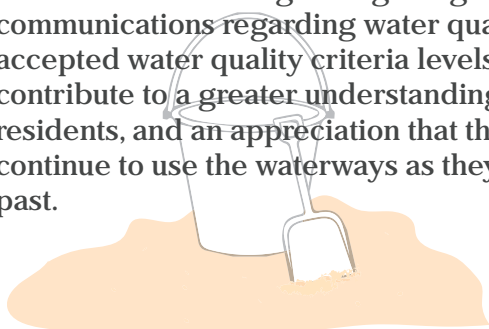 communications regarding water qua
accepted water quality criteria levels
contribute to a greater understanding
residents, and an appreciation that th
continue to use the waterways as they
past.